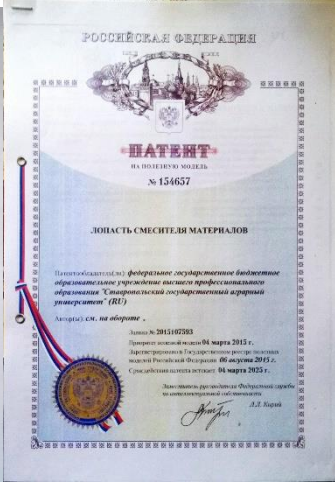 РОССИЙСКАЯ ФЕДЕРАЦИЯ
ПАТЕНТ
НА ПОЛЕЗНУЮ МОДЕЛЬ
№ 154657
ЛОПАСТЬ СМЕСИТЕЛЯ МАТЕРИАЛОВ
Патентообладатель(ли): федеральное государственное бюджетное
образовательное учреждение высшего профессионального
образования "Ставропольский государственный аграрный
университет" (RU)
Автор(ы): см. на обороте
Заявка № 2015107593
Приоритет полезной модели 04 марта 2015 г.
Зарегистрировано в Государственном реестре полезных
моделей Российской Федерации 06 августа 2015 г.
Срок действия патента истекает 04 марта 2025 г.
Заместитель руководителя Федеральной службы
по интеллектуальной собственности
Л.Л. Кирий